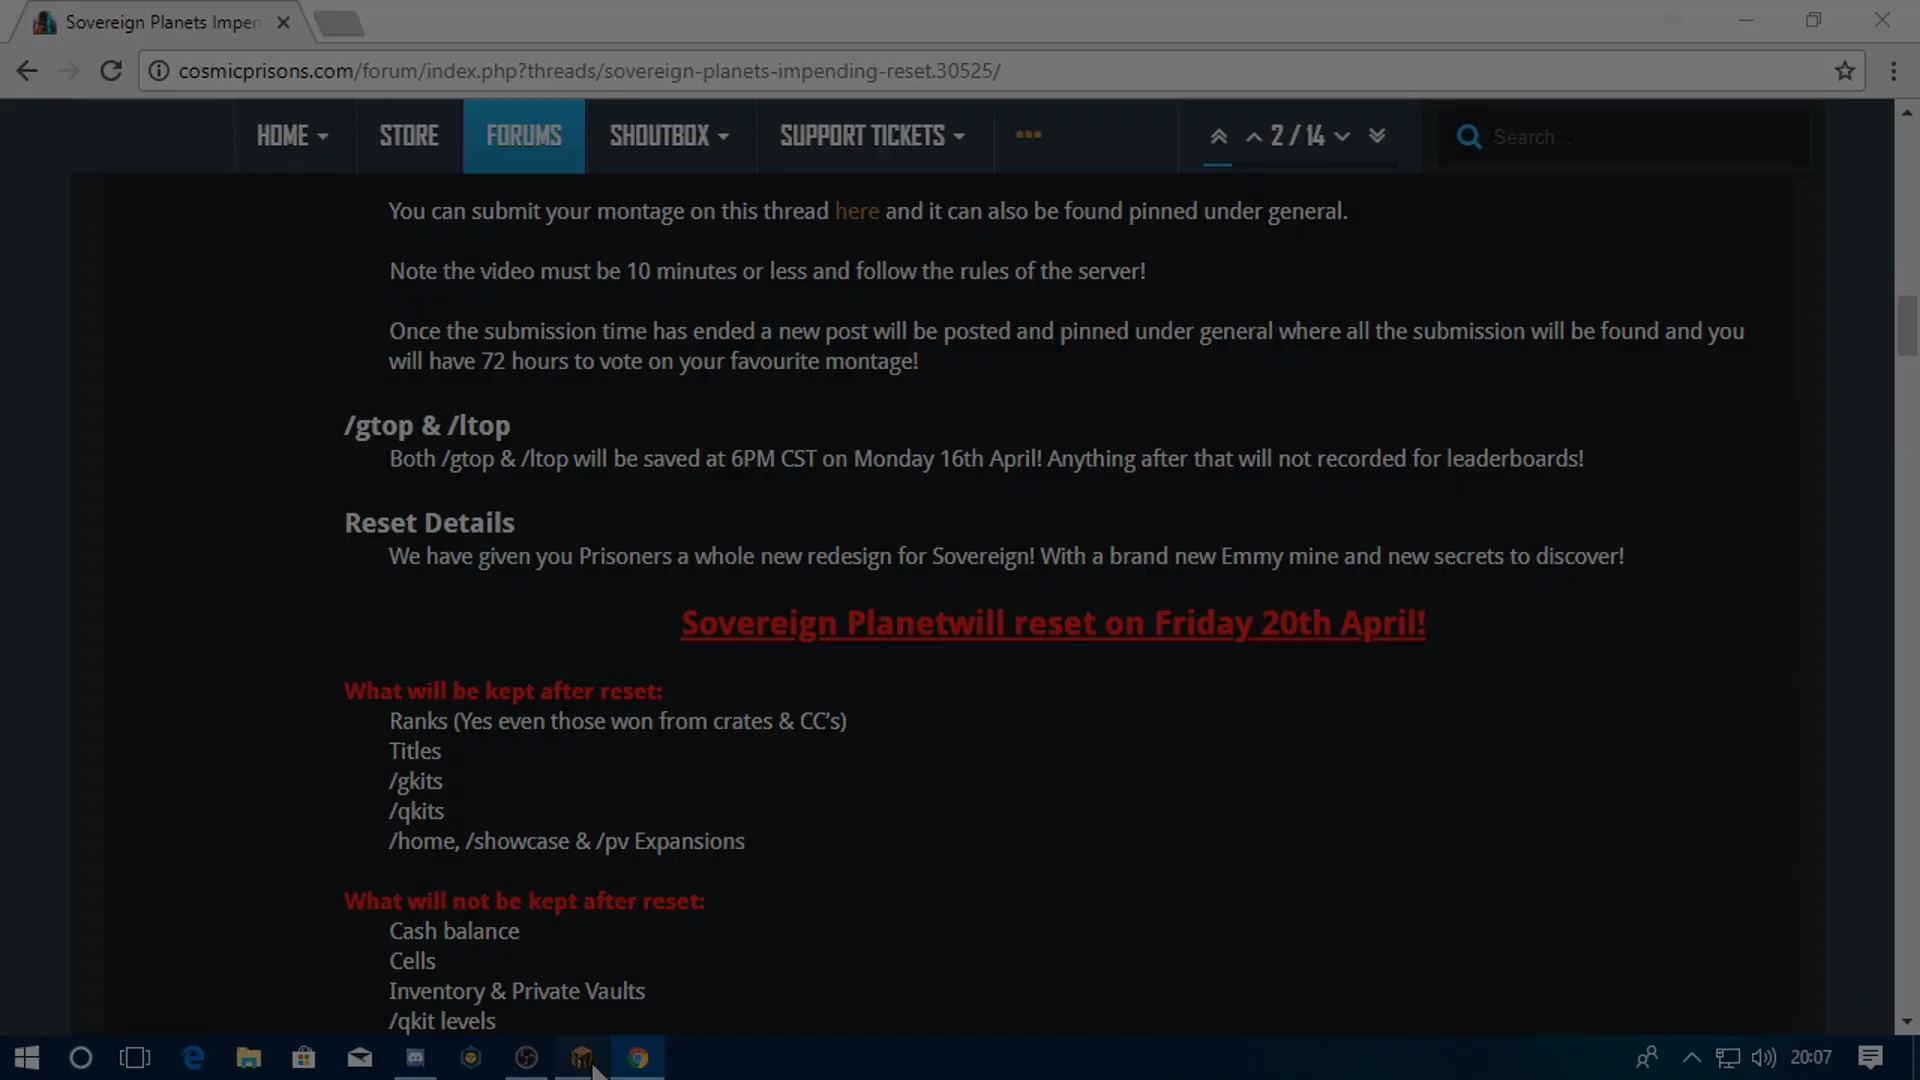 Sovereign Planets Impen
cosmicprisons.com/forum/index.php?threads/sovereign-planets-impending-reset.30525/
HOME STORE FORUMS SHOUTBOX SUPPORT TICKETS 2 / 14 Search...
You can submit your montage on this thread here and it can also be found pinned under general.
Note the video must be 10 minutes or less and follow the rules of the server!
Once the submission time has ended a new post will be posted and pinned under general where all the submission will be found and you
will have 72 hours to vote on your favourite montage!
/gtop & /ltop
Both /gtop & /ltop will be saved at 6PM CST on Monday 16th April! Anything after that will not recorded for leaderboards!
Reset Details
We have given you Prisoners a whole new redesign for Sovereign! With a brand new Emmy mine and new secrets to discover!
Sovereign Planetwill reset on Friday 20th April!
What will be kept after reset:
Ranks (Yes even those won from crates & CC's)
Titles
/gkits
/qkits
/home, /showcase & /pv Expansions
What will not be kept after reset:
Cash balance
Cells
Inventory & Private Vaults
/qkit levels
20:07